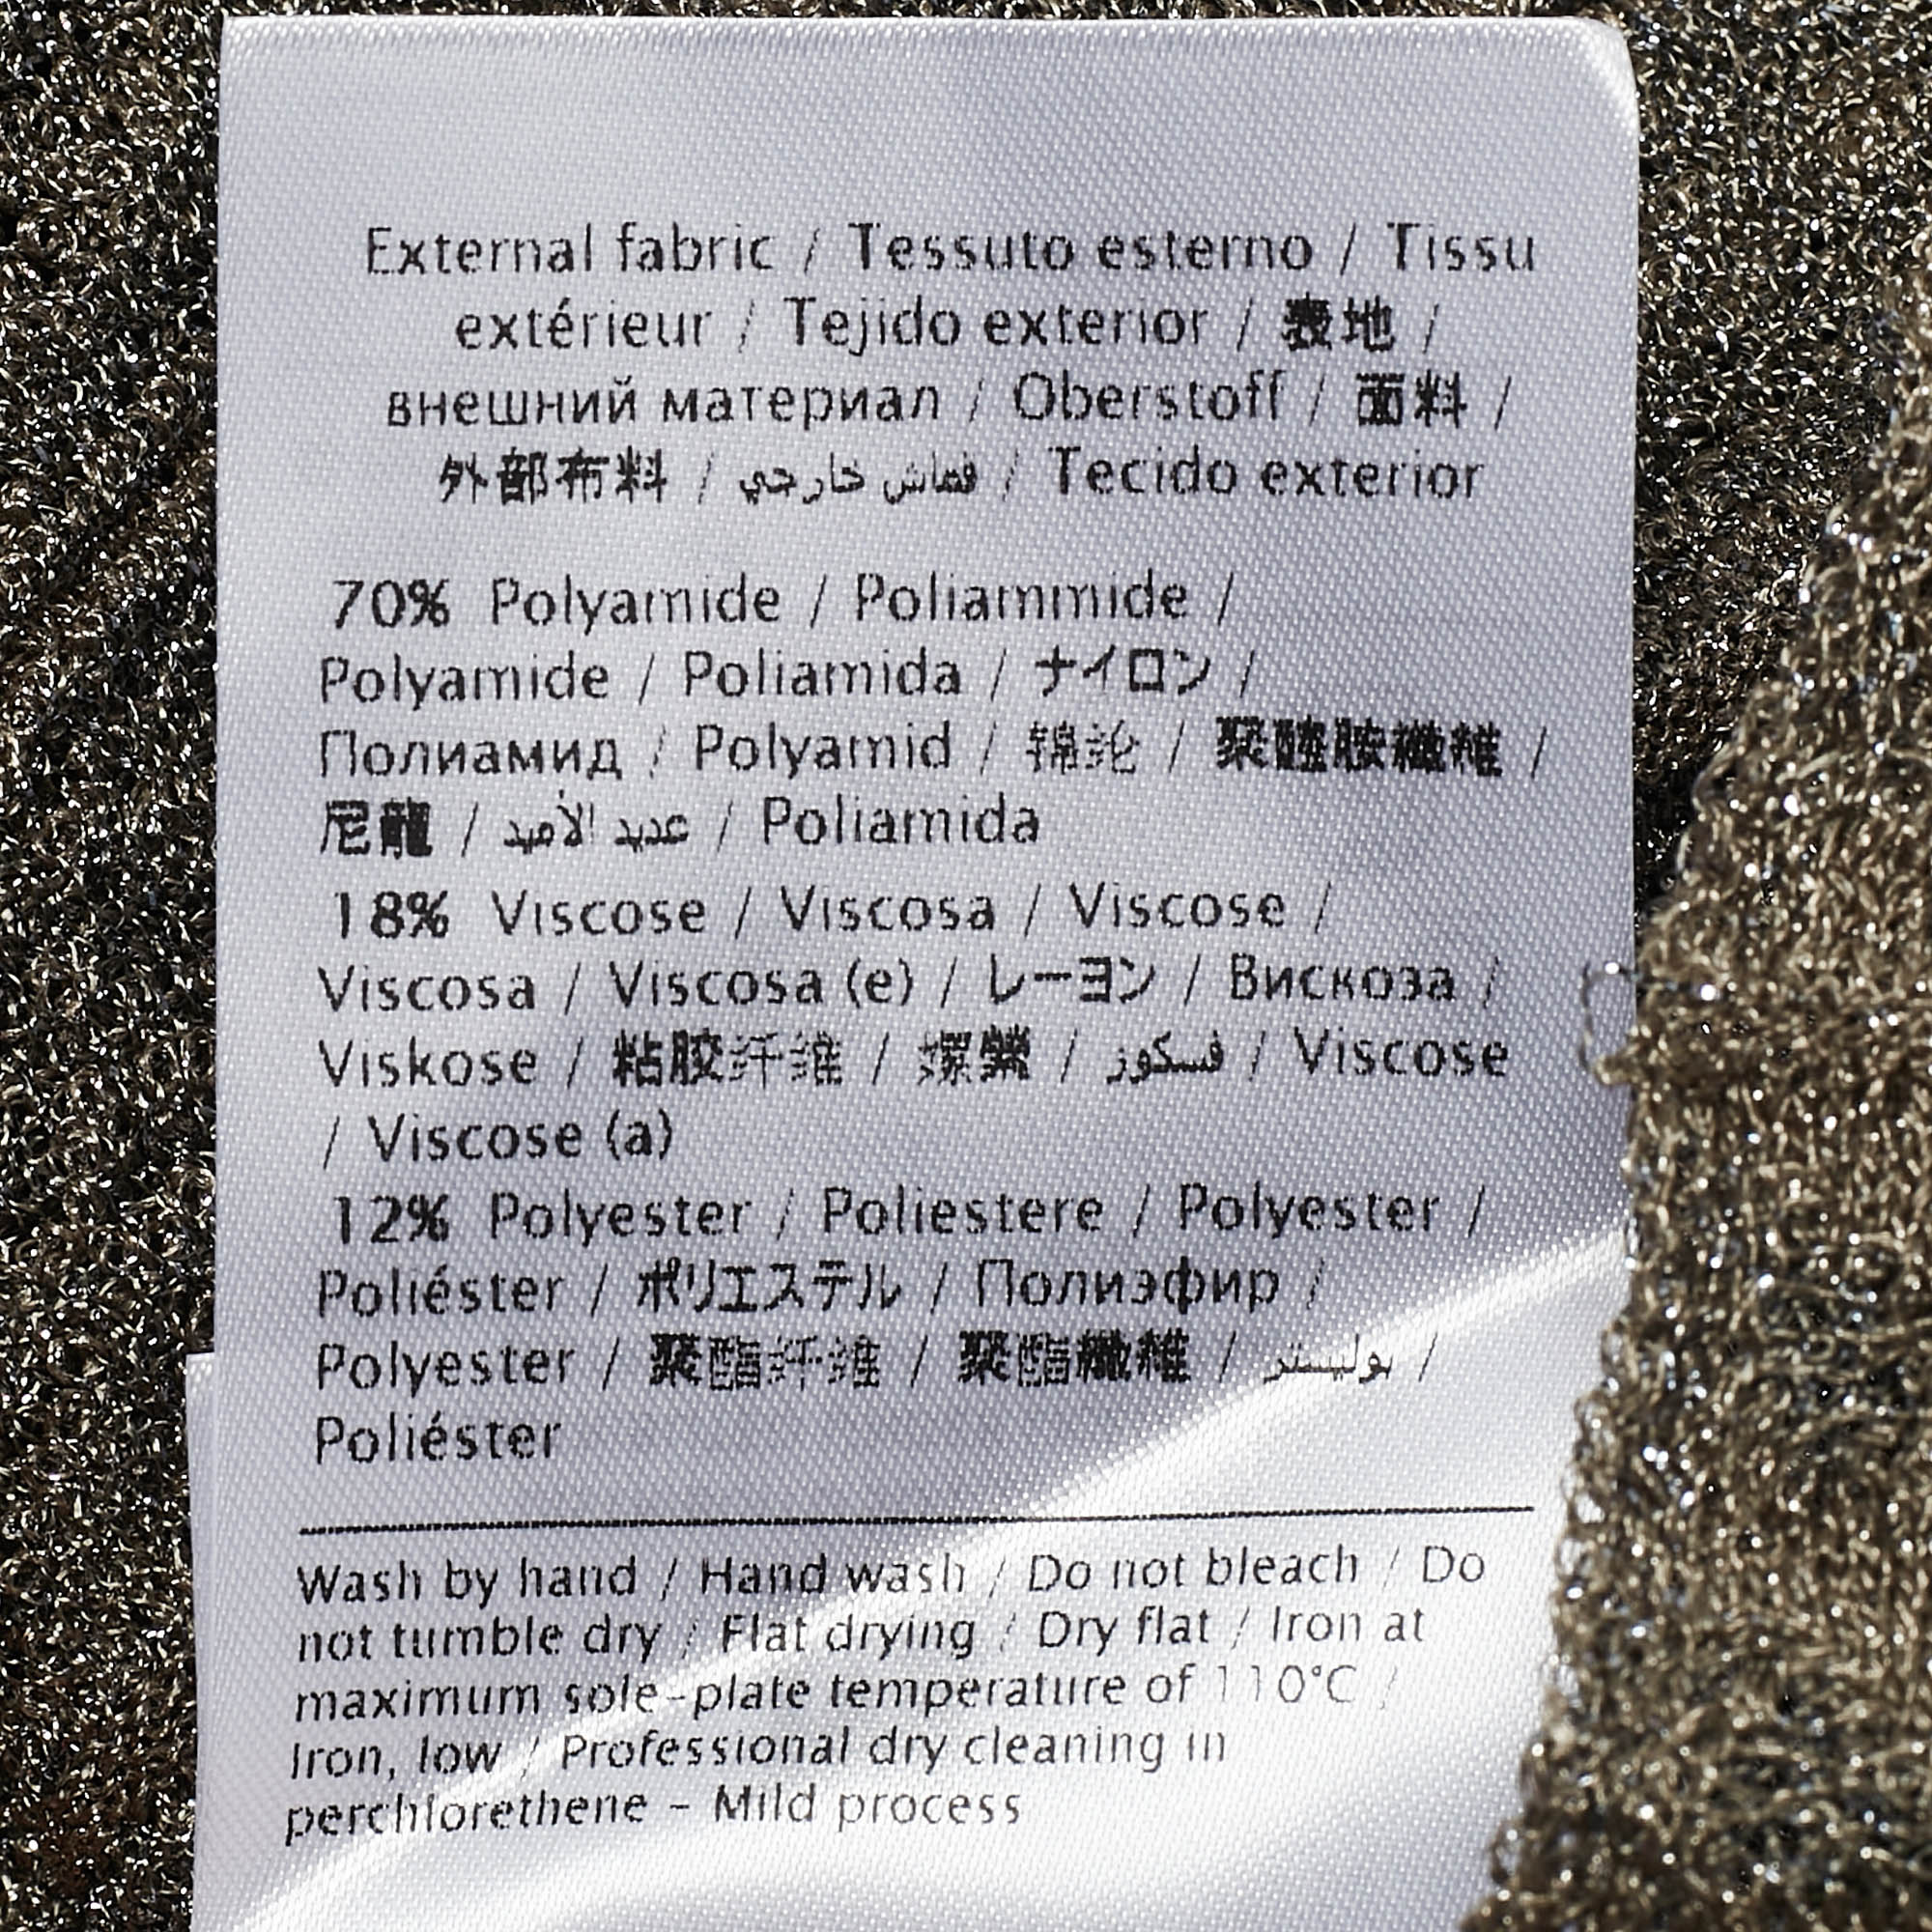 External fabric / Tessuto esterno / Tissu
extérieur / Tejido exterior / 表地 /
внешний материал / Oberstoff / 面料 /
外部布料 / قماش خارجي / Tecido exterior
70% Polyamide / Poliammide /
Polyamide / Poliamida / ナイロン /
Полиамид / Polyamid / 锦纶 / 聚醯胺纖維 /
尼龍 / عديد الأميد / Poliamida
18% Viscose / Viscosa / Viscose /
Viscosa / Viscosa (e) / レーヨン / Вискоза /
Viskose / 粘胶纤维 / 嫘縈 / فسكوز / Viscose
/ Viscose (a)
12% Polyester / Poliestere / Polyester /
Poliéster / ポリエステル / Полиэфир /
Polyester / 聚酯纤维 / 聚酯纖維 / بوليستر /
Poliéster
Wash by hand / Hand wash / Do not bleach / Do
not tumble dry / Flat drying / Dry flat / Iron at
maximum sole-plate temperature of 110°C /
Iron, low / Professional dry cleaning in
perchlorethene - Mild process